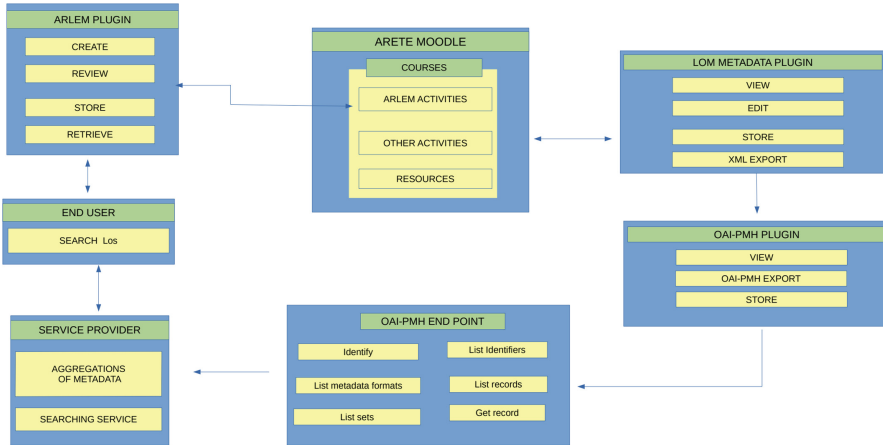 ARLEM PLUGIN
CREATE
REVIEW
STORE
RETRIEVE
ARETE MOODLE
COURSES
ARLEM ACTIVITIES
OTHER ACTIVITIES
RESOURCES
LOM METADATA PLUGIN
VIEW
EDIT
STORE
XML EXPORT
END USER
SEARCH Los
OAI-PMH PLUGIN
VIEW
OAI-PMH EXPORT
STORE
SERVICE PROVIDER
AGGREGATIONS
OF METADATA
SEARCHING SERVICE
OAI-PMH END POINT
Identify
List Identifiers
List metadata formats
List records
List sets
Get record